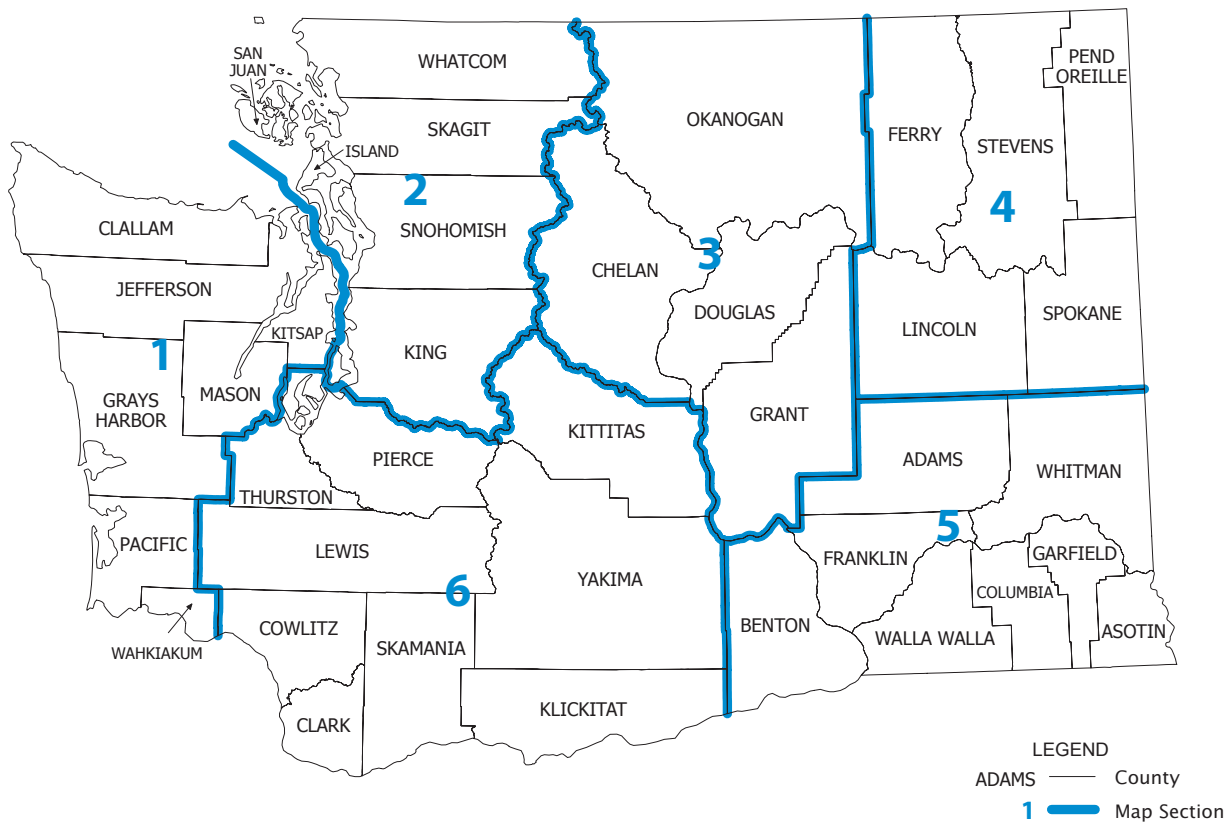 WHATCOM
SAN
JUAN
SKAGIT
ISLAND
2
SNOHOMISH
CLALLAM
JEFFERSON
KITSAP
KING
1
MASON
GRAYS
HARBOR
PIERCE
THURSTON
PACIFIC
LEWIS
6
WAHKIAKUM
COWLITZ
SKAMANIA
CLARK
KLICKITAT
YAKIMA
KITTITAS
OKANOGAN
3
CHELAN
DOUGLAS
GRANT
FERRY
STEVENS
PEND
OREILLE
4
LINCOLN
SPOKANE
ADAMS
WHITMAN
5
FRANKLIN
GARFIELD
COLUMBIA
BENTON
WALLA WALLA
ASOTIN
LEGEND
ADAMS County
1 Map Section